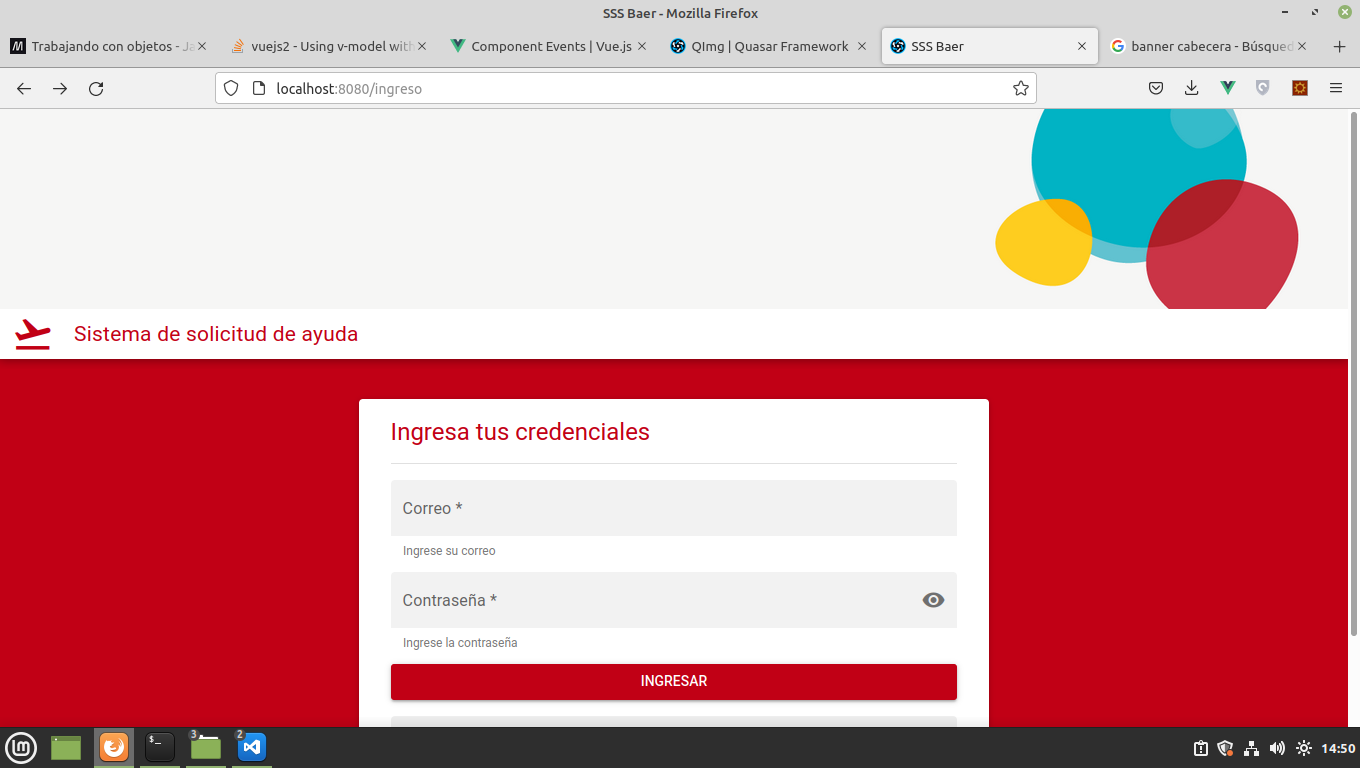 SSS Baer - Mozilla Firefox
Trabajando con objetos - Ja
vuejs2 - Using v-model with
Component Events | Vue.js
QImg | Quasar Framework
SSS Baer
banner cabecera - Búsqued
localhost:8080/ingreso
Sistema de solicitud de ayuda
Ingresa tus credenciales
Correo *
Ingrese su correo
Contraseña *
Ingrese la contraseña
INGRESAR
3
2
14:50